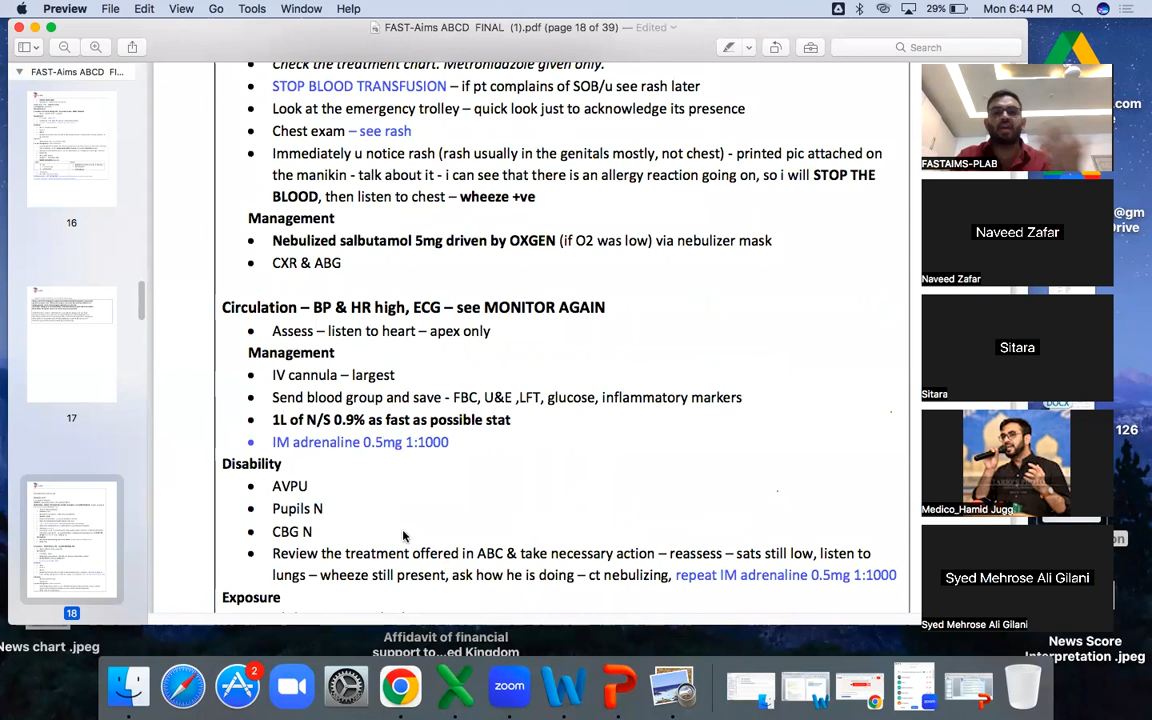 Preview File Edit View Go Tools Window Help
29% Mon 6:44 PM
FAST-Aims ABCD FINAL (1).pdf (page 18 of 39) — Edited
Search
FAST-Aims ABCD Fl...
16
17
18
Check the treatment chart. Metronidazole given only.
STOP BLOOD TRANSFUSION – if pt complains of SOB/u see rash later
Look at the emergency trolley – quick look just to acknowledge its presence
Chest exam – see rash
Immediately u notice rash (rash usually in the genitals mostly, not chest) - printed pic attached on
the manikin - talk about it - i can see that there is an allergy reaction going on, so i will STOP THE
BLOOD, then listen to chest – wheeze +ve
Management
Nebulized salbutamol 5mg driven by OXGEN (if O2 was low) via nebulizer mask
CXR & ABG
Circulation – BP & HR high, ECG – see MONITOR AGAIN
Assess – listen to heart – apex only
Management
IV cannula – largest
Send blood group and save - FBC, U&E ,LFT, glucose, inflammatory markers
1L of N/S 0.9% as fast as possible stat
IM adrenaline 0.5mg 1:1000
Disability
AVPU
Pupils N
CBG N
Review the treatment offered in ABC & take necessary action – reassess – sats still low, listen to
lungs – wheeze still present, ask how he is doing – ct nebulizing, repeat IM adrenaline 0.5mg 1:1000
Exposure
FASTAIMS-PLAB
Naveed Zafar
Naveed Zafar
Sitara
Sitara
Medico_Hamid Jugg
Syed Mehrose Ali Gilani
Syed Mehrose Ali Gilani
.com
@gm
Drive
DOCX
126
on
News chart .jpeg
Affidavit of financial
support to...ed Kingdom
News Score
Interpretation .jpeg
2
zoom